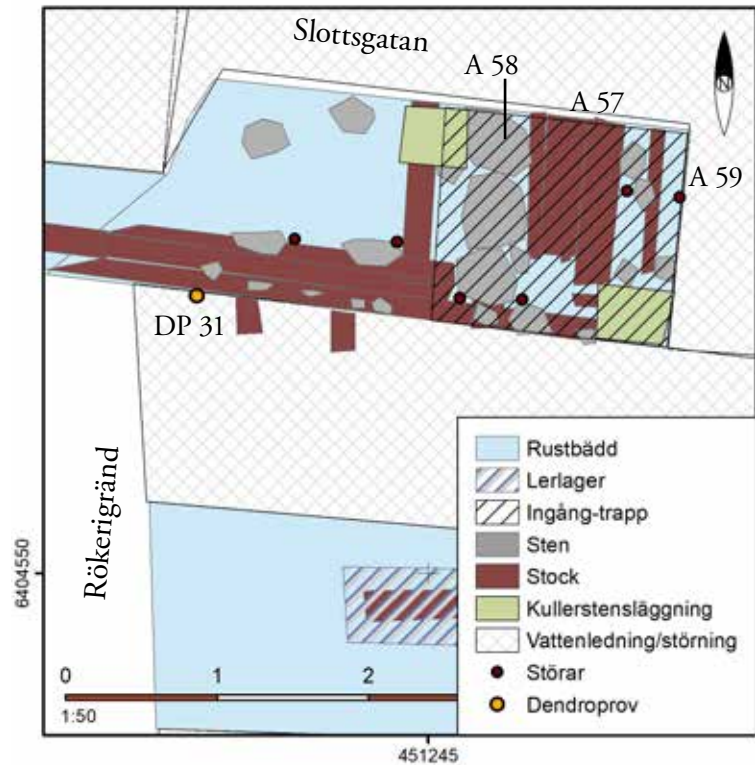 Slottsgatan
A 58
A 57
N
A 59
DP 31
Rökerigränd
6404550
Rustbädd
Lerlager
Ingång-trapp
Sten
Stock
Kullerstensläggning
Vattenledning/störning
Störar
Dendroprov
0 1 2
1:50
451245